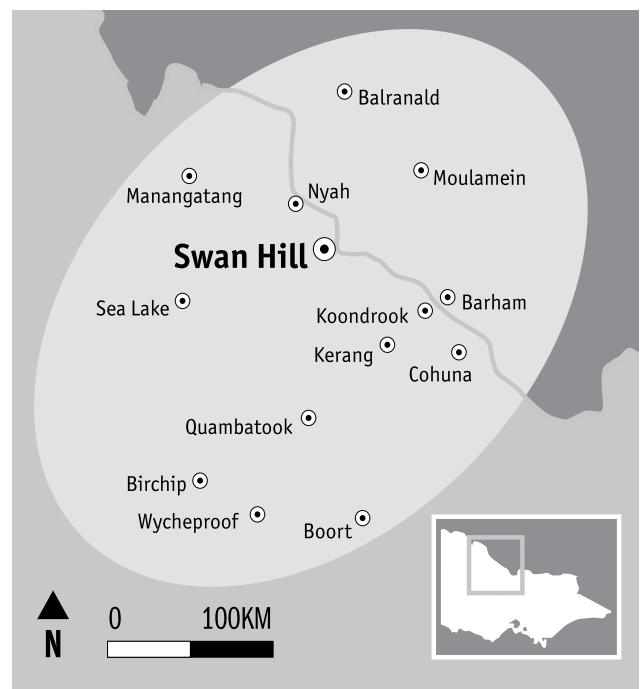 Balranald
Moulamein
Manangatang
Nyah
Swan Hill
Sea Lake
Barham
Koondrook
Kerang
Cohuna
Quambatook
Birchip
Wycheproof
Boort
0 100KM
N